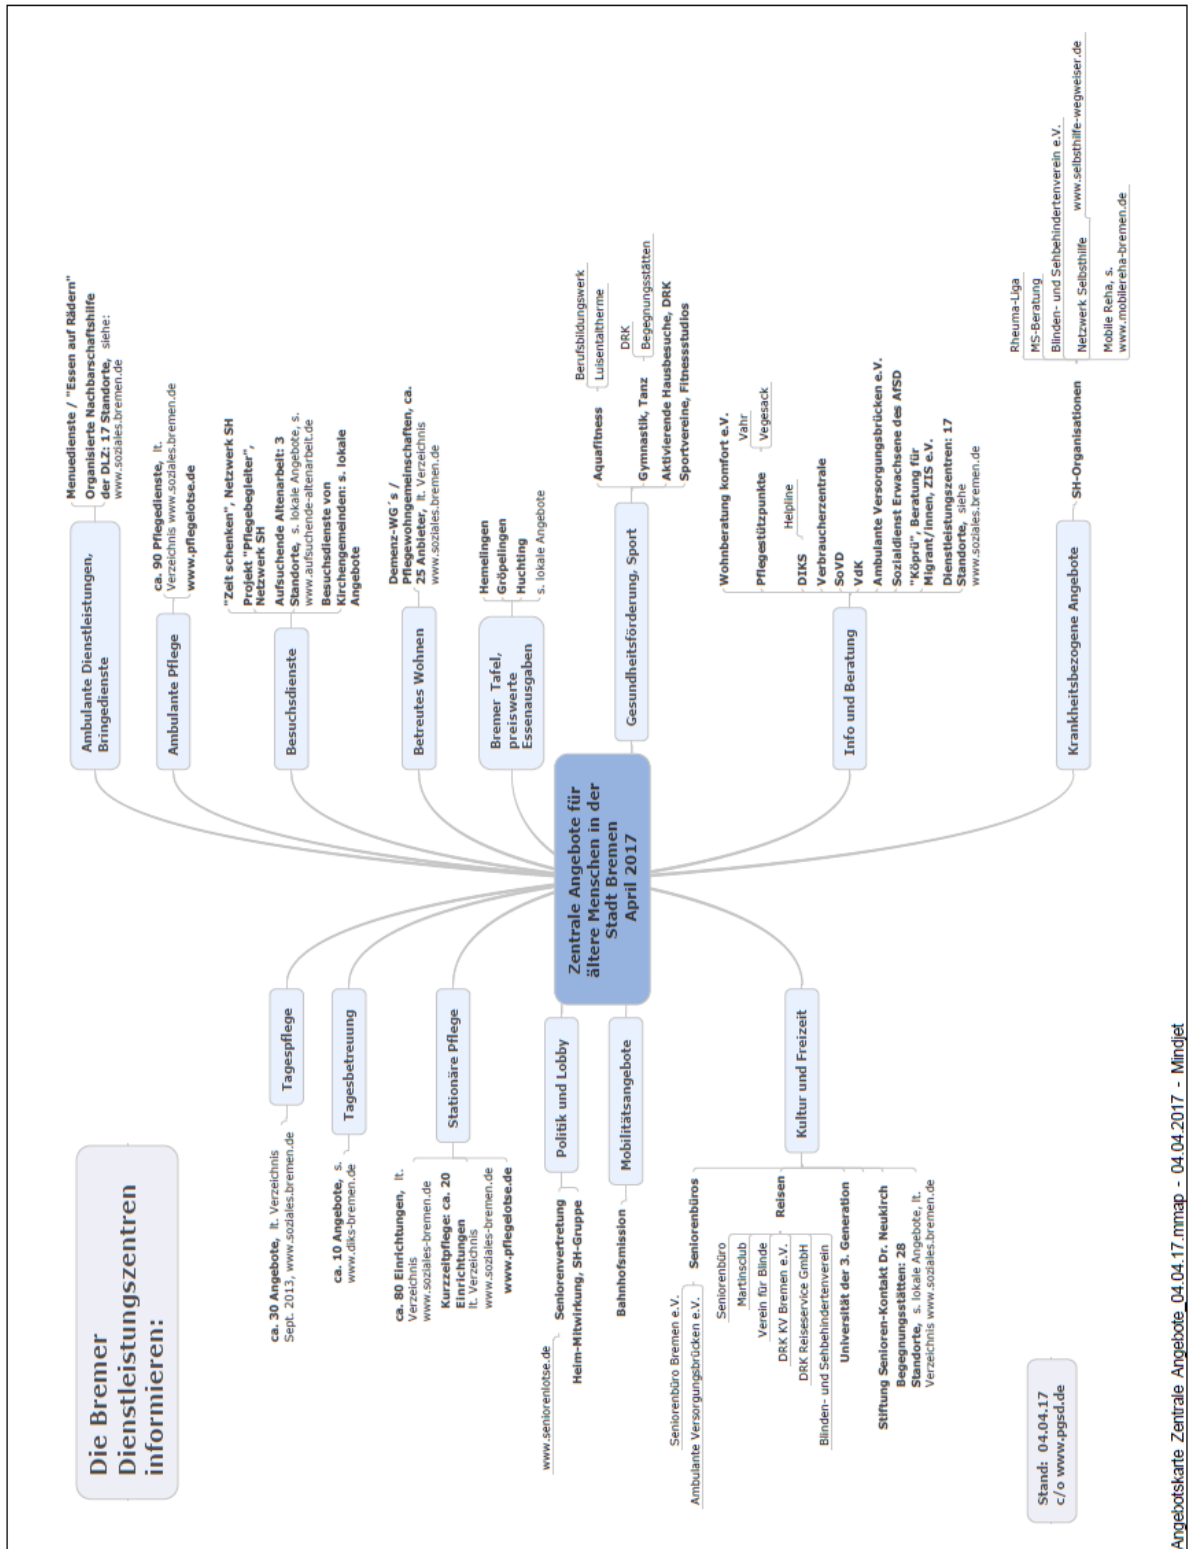 Die Bremer
Dienstleistungszentren
informieren:
Zentrale Angebote für
ältere Menschen in der
Stadt Bremen
April 2017
Ambulante Dienstleistungen,
Bringedienste
Menuedienste / "Essen auf Rädern"
Organisierte Nachbarschaftshilfe
der DLZ: 17 Standorte, siehe:
www.soziales.bremen.de
Ambulante Pflege
ca. 90 Pflegedienste, lt.
Verzeichnis www.soziales.bremen.de
www.pflegelotse.de
Besuchsdienste
"Zeit schenken", Netzwerk SH
Projekt "Pflegebegleiter",
Netzwerk SH
Aufsuchende Altenarbeit: 3
Standorte, s. lokale Angebote, s.
www.aufsuchende-altenarbeit.de
Besuchsdienste von
Kirchengemeinden: s. lokale
Angebote
Betreutes Wohnen
Demenz-WG´s /
Pflegewohngemeinschaften, ca.
25 Anbieter, lt. Verzeichnis
www.soziales.bremen.de
Bremer Tafel,
preiswerte
Essenausgaben
Hemelingen
Gröpelingen
Huchting
s. lokale Angebote
Gesundheitsförderung, Sport
Aquafitness
Berufsbildungswerk
Luisentaltherme
Gymnastik, Tanz
DRK
Begegnungsstätten
Aktivierende Hausbesuche, DRK
Sportvereine, Fitnessstudios
Info und Beratung
Wohnberatung komfort e.V.
Pflegestützpunkte
Vahr
Vegesack
DIKS
Helpline
Verbraucherzentrale
SoVD
VdK
Ambulante Versorgungsbrücken e.V.
Sozialdienst Erwachsene des AfSD
"Köprü", Beratung für
Migrant/innen, ZIS e.V.
Dienstleistungszentren: 17
Standorte, siehe
www.soziales.bremen.de
Krankheitsbezogene Angebote
SH-Organisationen
Rheuma-Liga
MS-Beratung
Blinden- und Sehbehindertenverein e.V.
Netzwerk Selbsthilfe
www.selbsthilfe-wegweiser.de
Mobile Reha, s.
www.mobilereha-bremen.de
Tagespflege
ca. 30 Angebote, lt. Verzeichnis
Sept. 2013, www.soziales.bremen.de
Tagesbetreuung
ca. 10 Angebote, s.
www.diks-bremen.de
Stationäre Pflege
ca. 80 Einrichtungen, lt.
Verzeichnis
www.soziales-bremen.de
Kurzzeitpflege: ca. 20
Einrichtungen
lt. Verzeichnis
www.soziales-bremen.de
www.pflegelotse.de
Politik und Lobby
Seniorenvertretung
www.seniorenlotse.de
Heim-Mitwirkung, SH-Gruppe
Mobilitätsangebote
Bahnhofsmission
Kultur und Freizeit
Seniorenbüros
Seniorenbüro Bremen e.V.
Ambulante Versorgungsbrücken e.V.
Reisen
Seniorenbüro
Martinsclub
Verein für Blinde
DRK KV Bremen e.V.
DRK Reiseservice GmbH
Blinden- und Sehbehindertenverein
Universität der 3. Generation
Stiftung Senioren-Kontakt Dr. Neukirch
Begegnungsstätten: 28
Standorte, s. lokale Angebote, lt.
Verzeichnis www.soziales.bremen.de
Stand: 04.04.17
c/o www.pgsd.de
Angebotskarte Zentrale Angebote_04.04.17.mmap - 04.04.2017 - Mindjet